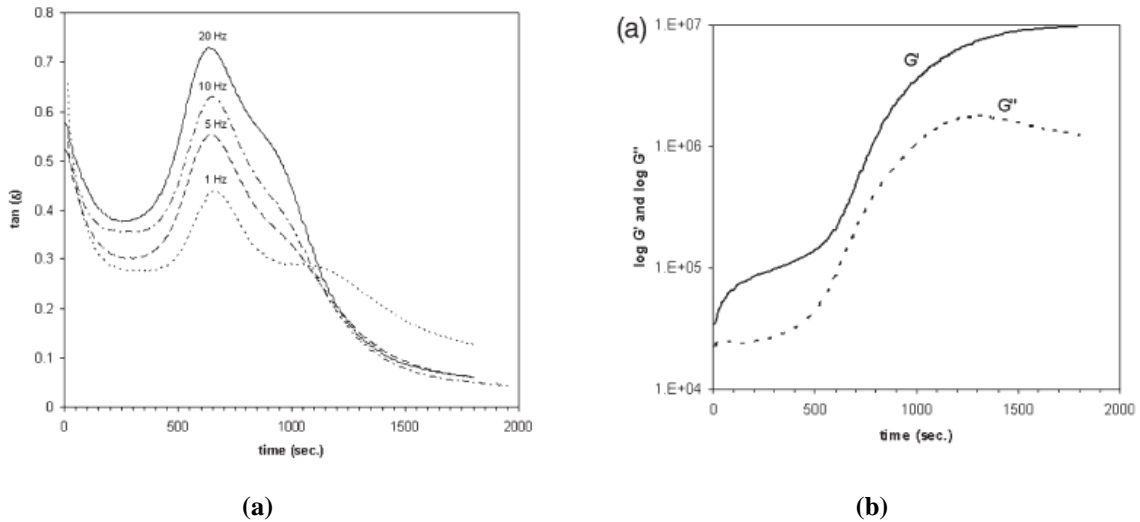 0.8
0.7
0.6
0.5
0.4
0.3
0.2
0.1
0
tan (δ)
20 Hz
10 Hz
5 Hz
1 Hz
0 500 1000 1500 2000
time (sec.)
(a)
(a)
1.E+07
1.E+06
1.E+05
1.E+04
log G' and log G"
G'
G"
0 500 1000 1500 2000
time (sec.)
(b)